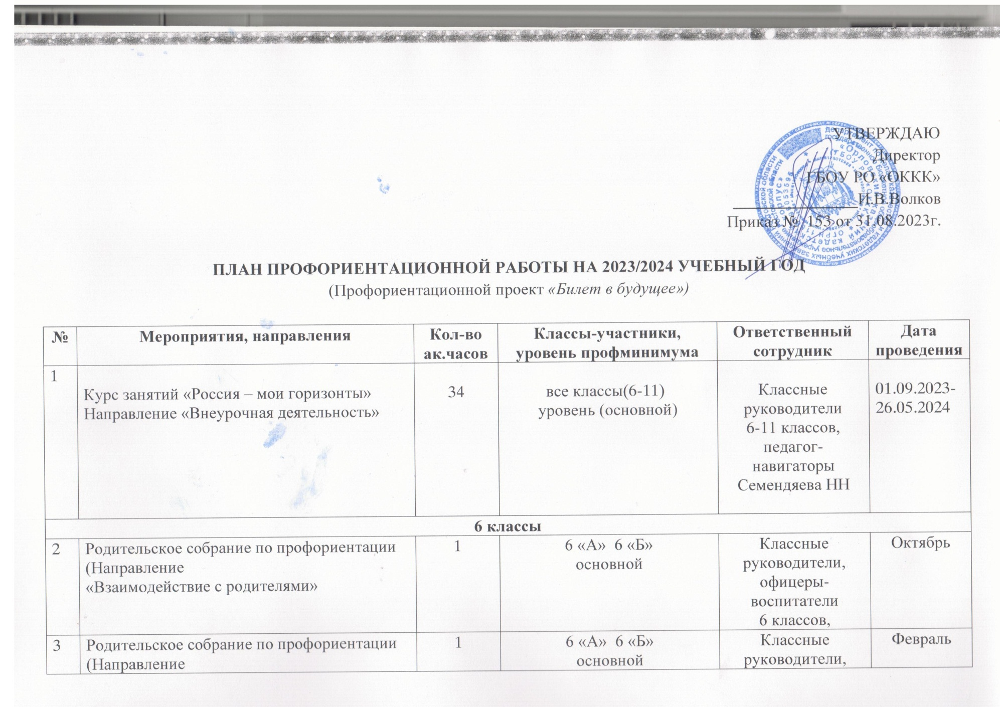 УТВЕРЖДАЮ
Директор
ГБОУ РО «ОККК»
И.В.Волков
Приказ № 153 от 31.08.2023г.
ПЛАН ПРОФОРИЕНТАЦИОННОЙ РАБОТЫ НА 2023/2024 УЧЕБНЫЙ ГОД
(Профориентационной проект «Билет в будущее»)
№
Мероприятия, направления
Кол-во
ак.часов
Классы-участники,
уровень профминимума
Ответственный
сотрудник
Дата
проведения
1
Курс занятий «Россия – мои горизонты»
Направление «Внеурочная деятельность»
34
все классы(6-11)
уровень (основной)
Классные
руководители
6-11 классов,
педагог-
навигаторы
Семендяева НН
01.09.2023-
26.05.2024
6 классы
2
Родительское собрание по профориентации
(Направление
«Взаимодействие с родителями»
1
6 «А»  6 «Б»
основной
Классные
руководители,
офицеры-
воспитатели
6 классов,
Октябрь
3
Родительское собрание по профориентации
(Направление
1
6 «А»  6 «Б»
основной
Классные
руководители,
Февраль